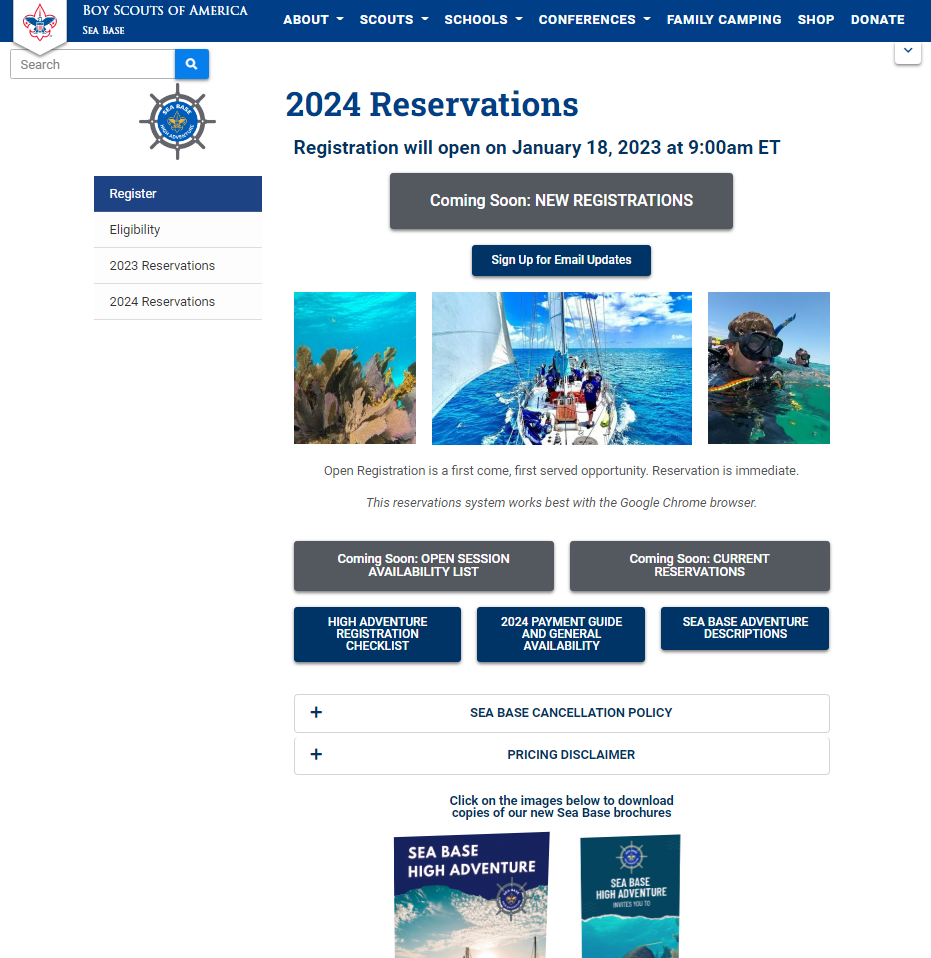 BOY SCOUTS OF AMERICA
SEA BASE
ABOUT SCOUTS SCHOOLS CONFERENCES FAMILY CAMPING SHOP DONATE
Search
SEA BASE
HIGH ADVENTURE
Register
Eligibility
2023 Reservations
2024 Reservations
2024 Reservations
Registration will open on January 18, 2023 at 9:00am ET
Coming Soon: NEW REGISTRATIONS
Sign Up for Email Updates
Open Registration is a first come, first served opportunity. Reservation is immediate.
This reservations system works best with the Google Chrome browser.
Coming Soon: OPEN SESSION
AVAILABILITY LIST
Coming Soon: CURRENT
RESERVATIONS
HIGH ADVENTURE
REGISTRATION
CHECKLIST
2024 PAYMENT GUIDE
AND GENERAL
AVAILABILITY
SEA BASE ADVENTURE
DESCRIPTIONS
+ SEA BASE CANCELLATION POLICY
+ PRICING DISCLAIMER
Click on the images below to download
copies of our new Sea Base brochures
SEA BASE
HIGH ADVENTURE
SEA BASE
HIGH ADVENTURE
INVITES YOU TO